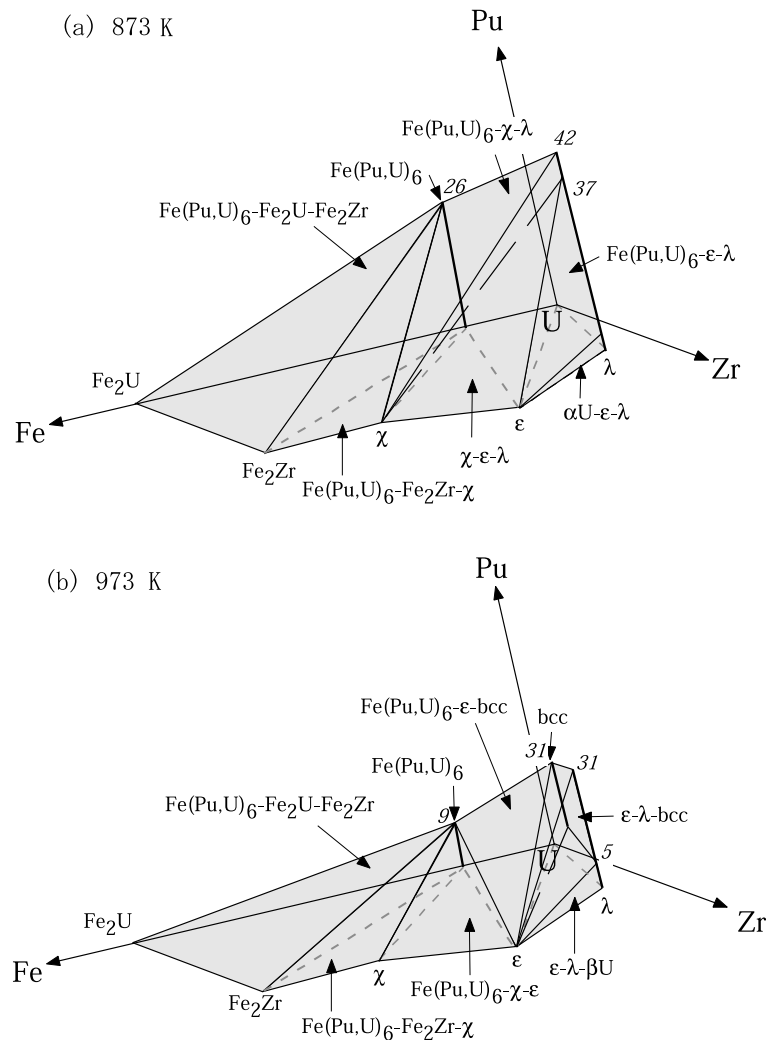 (a) 873 K
Pu
Fe(Pu,U)6-χ-λ
42
Fe(Pu,U)6
26
37
Fe(Pu,U)6-Fe2U-Fe2Zr
Fe(Pu,U)6-ε-λ
U
Zr
λ
Fe2U
Fe
αU-ε-λ
χ
ε
Fe2Zr
χ-ε-λ
Fe(Pu,U)6-Fe2Zr-χ
(b) 973 K
Pu
Fe(Pu,U)6-ε-bcc
bcc
31
31
Fe(Pu,U)6
9
Fe(Pu,U)6-Fe2U-Fe2Zr
ε-λ-bcc
5
U
λ
Zr
Fe2U
Fe
χ
ε
ε-λ-βU
Fe2Zr
Fe(Pu,U)6-χ-ε
Fe(Pu,U)6-Fe2Zr-χ